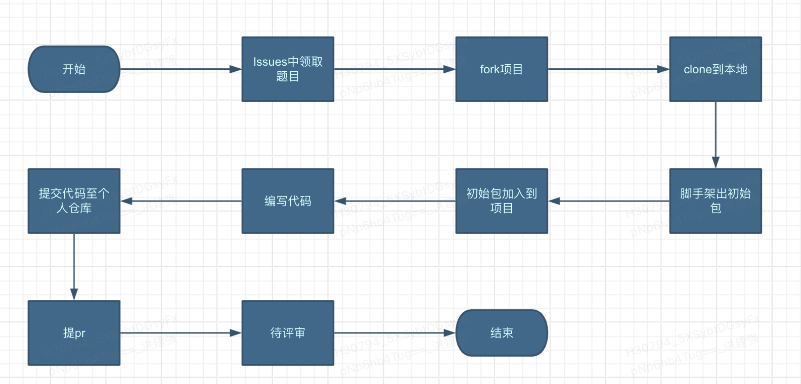 开始
Issues中领取
题目
fork项目
clone到本地
提交代码至个
人仓库
编写代码
初始包加入到
项目
脚手架出初始
包
提pr
待评审
结束